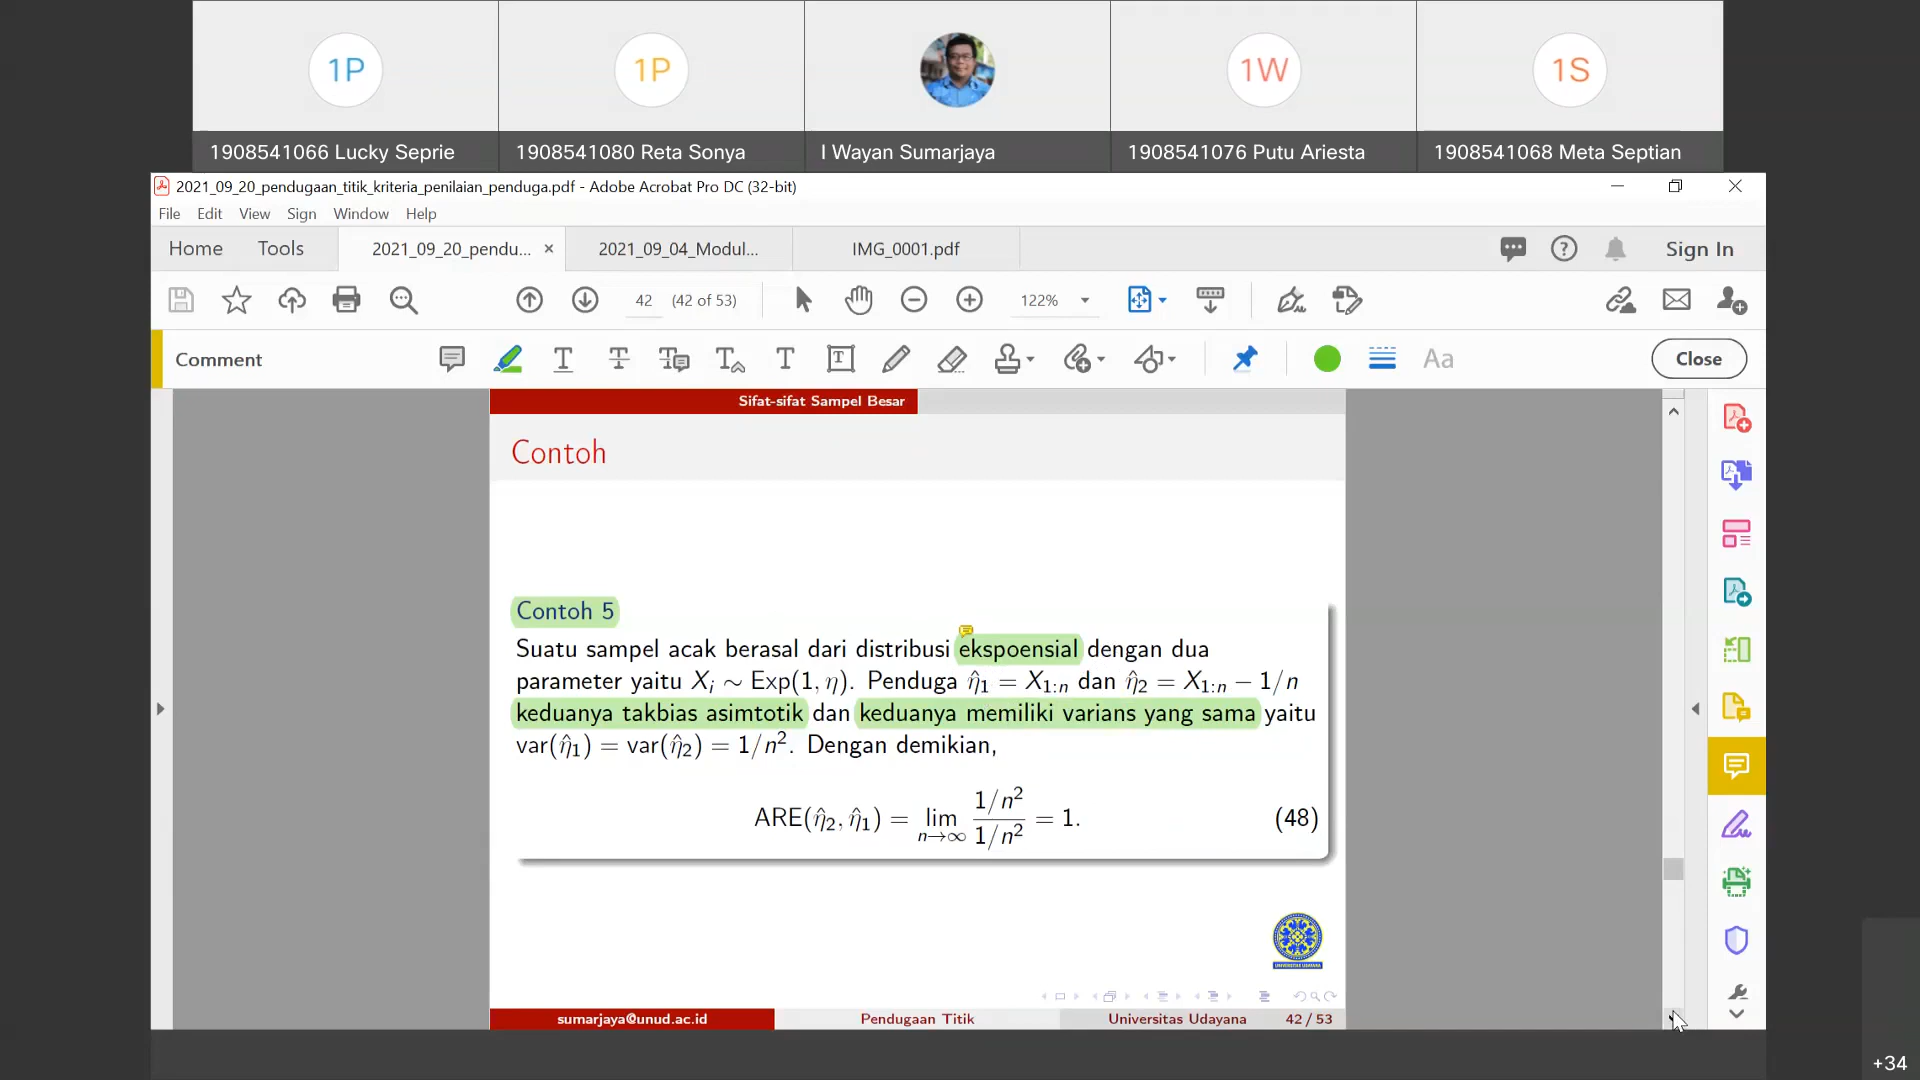 1P
1P
1W
1S
1908541066 Lucky Seprie
1908541080 Reta Sonya
I Wayan Sumarjaya
1908541076 Putu Ariesta
1908541068 Meta Septian
2021_09_20_pendugaan_titik_kriteria_penilaian_penduga.pdf - Adobe Acrobat Pro DC (32-bit)
File Edit View Sign Window Help
Home Tools 2021_09_20_pendu... × 2021_09_04_Modul... IMG_0001.pdf Sign In
42 (42 of 53) 122%
Comment Aa Close
Sifat-sifat Sampel Besar
Contoh
Contoh 5
Suatu sampel acak berasal dari distribusi ekspoensial dengan dua
parameter yaitu Xᵢ ∼ Exp(1, η). Penduga η̂₁ = X₁:ₙ dan η̂₂ = X₁:ₙ − 1/n
keduanya takbias asimtotik dan keduanya memiliki varians yang sama yaitu
var(η̂₁) = var(η̂₂) = 1/n². Dengan demikian,
ARE(η̂₂, η̂₁) = lim n→∞ (1/n²)/(1/n²) = 1. (48)
UNIVERSITAS UDAYANA
sumarjaya@unud.ac.id Pendugaan Titik Universitas Udayana 42 / 53
+34